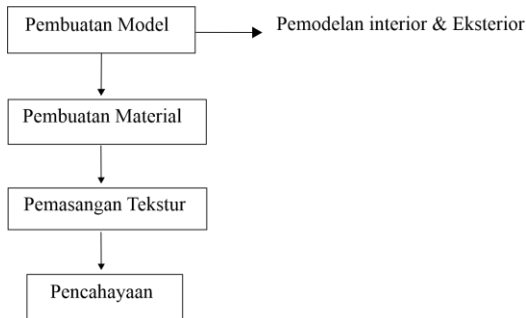 Pembuatan Model
Pemodelan interior & Eksterior
Pembuatan Material
Pemasangan Tekstur
Pencahayaan